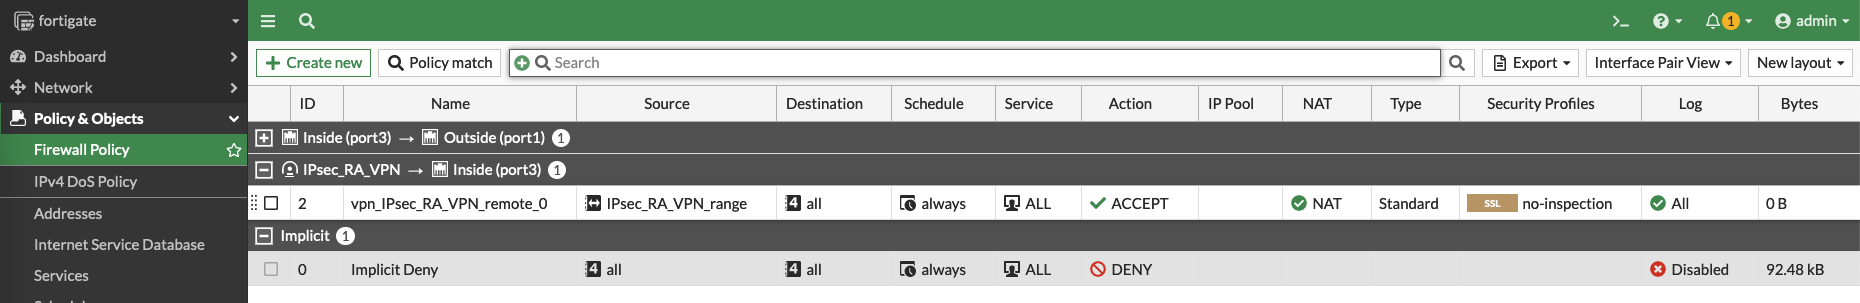 fortigate
1
admin
Dashboard
Network
Policy & Objects
Firewall Policy
IPv4 DoS Policy
Addresses
Internet Service Database
Services
Create new
Policy match
Search
Export
Interface Pair View
New layout
ID Name Source Destination Schedule Service Action IP Pool NAT Type Security Profiles Log Bytes
Inside (port3) → Outside (port1) 1
IPsec_RA_VPN → Inside (port3) 1
2 vpn_IPsec_RA_VPN_remote_0 IPsec_RA_VPN_range 4 all always ALL ACCEPT NAT Standard SSL no-inspection All 0 B
Implicit 1
0 Implicit Deny 4 all 4 all always ALL DENY Disabled 92.48 kB